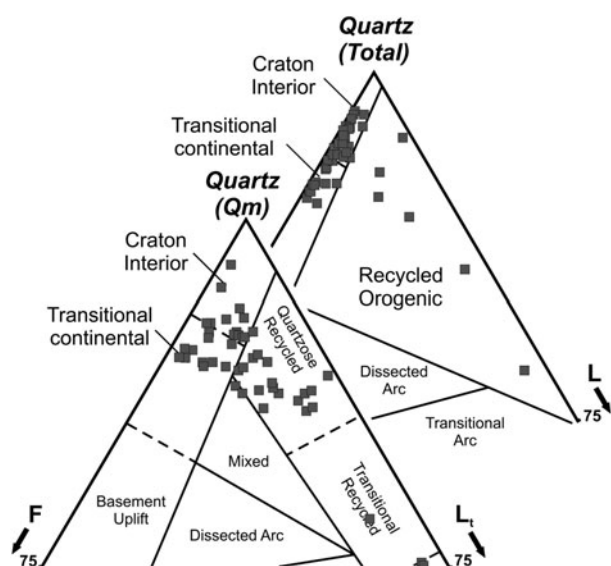 Quartz
(Total)
Craton
Interior
Transitional
continental
Quartz
(Qm)
Craton
Interior
Transitional
continental
Recycled
Orogenic
Quartzose
Recycled
Dissected
Arc
L
75
Transitional
Arc
Mixed
Transitional
Recycled
Basement
Uplift
Dissected Arc
F
75
Lt
75